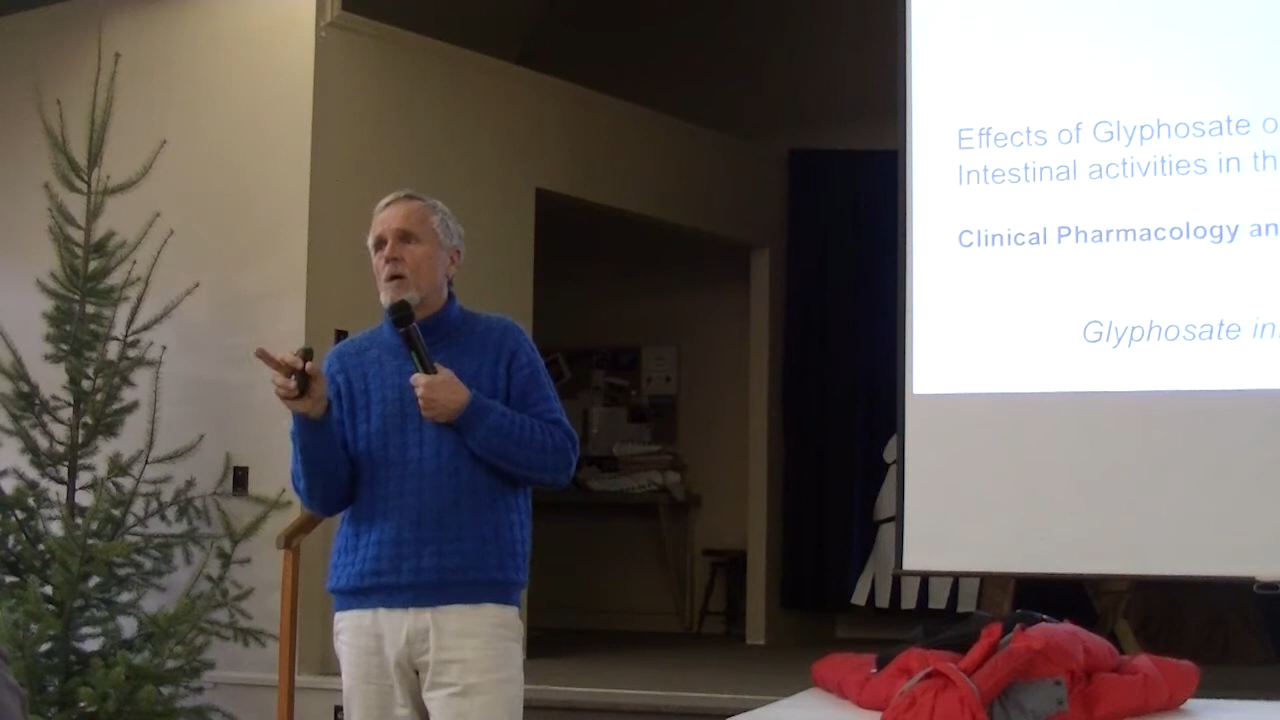 Effects of Glyphosate o
Intestinal activities in th
Clinical Pharmacology an
Glyphosate in